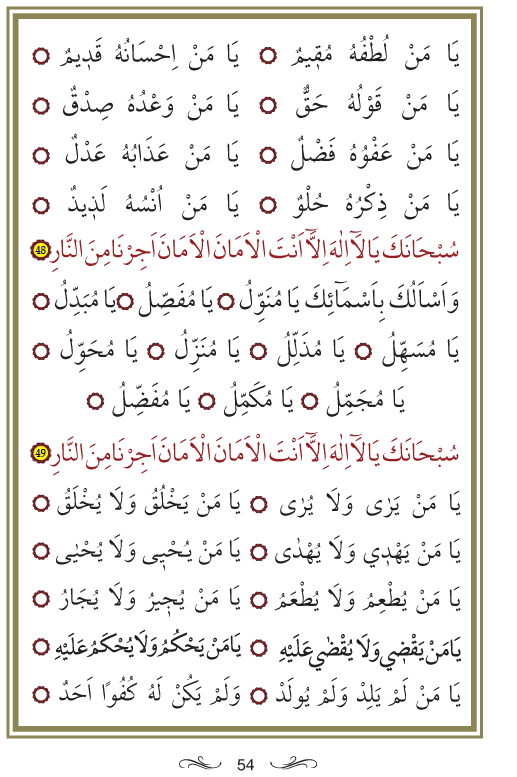 يَا مَنْ لُطْفُهُ مُقٖيمٌ ۞ يَا مَنْ اِحْسَانُهُ قَدٖيمٌ ۞
يَا مَنْ قَوْلُهُ حَقٌّ ۞ يَا مَنْ وَعْدُهُ صِدْقٌ ۞
يَا مَنْ عَفْوُهُ فَضْلٌ ۞ يَا مَنْ عَذَابُهُ عَدْلٌ ۞
يَا مَنْ ذِكْرُهُ حُلْوٌ ۞ يَا مَنْ اُنْسُهُ لَذٖيذٌ ۞
سُبْحَانَكَ يَا لَٓا اِلٰهَ اِلَّٓا اَنْتَ الْاَمَانَ الْاَمَانَ اَجِرْنَا مِنَ النَّارِ 48
وَ اَسْاَلُكَ بِاَسْمَٓائِكَ يَا مُنَوِّلُ ۞ يَا مُفَصِّلُ ۞ يَا مُبَدِّلُ ۞
يَا مُسَهِّلُ ۞ يَا مُذَلِّلُ ۞ يَا مُنَزِّلُ ۞ يَا مُحَوِّلُ ۞
يَا مُجَمِّلُ ۞ يَا مُكَمِّلُ ۞ يَا مُفَضِّلُ ۞
سُبْحَانَكَ يَا لَٓا اِلٰهَ اِلَّٓا اَنْتَ الْاَمَانَ الْاَمَانَ اَجِرْنَا مِنَ النَّارِ 49
يَا مَنْ يَرٰى وَلَا يُرٰى ۞ يَا مَنْ يَخْلُقُ وَلَا يُخْلَقُ ۞
يَا مَنْ يَهْدٖي وَلَا يُهْدٰى ۞ يَا مَنْ يُحْيٖى وَلَا يُحْيٰى ۞
يَا مَنْ يُطْعِمُ وَلَا يُطْعَمُ ۞ يَا مَنْ يُجٖيرُ وَلَا يُجَارُ ۞
يَا مَنْ يَقْضٖي وَلَا يُقْضٰي عَلَيْهِ ۞ يَا مَنْ يَحْكُمُ وَلَا يُحْكَمُ عَلَيْهِ ۞
يَا مَنْ لَمْ يَلِدْ وَلَمْ يُولَدْ ۞ وَلَمْ يَكُنْ لَهُ كُفُوًا اَحَدٌ ۞
54